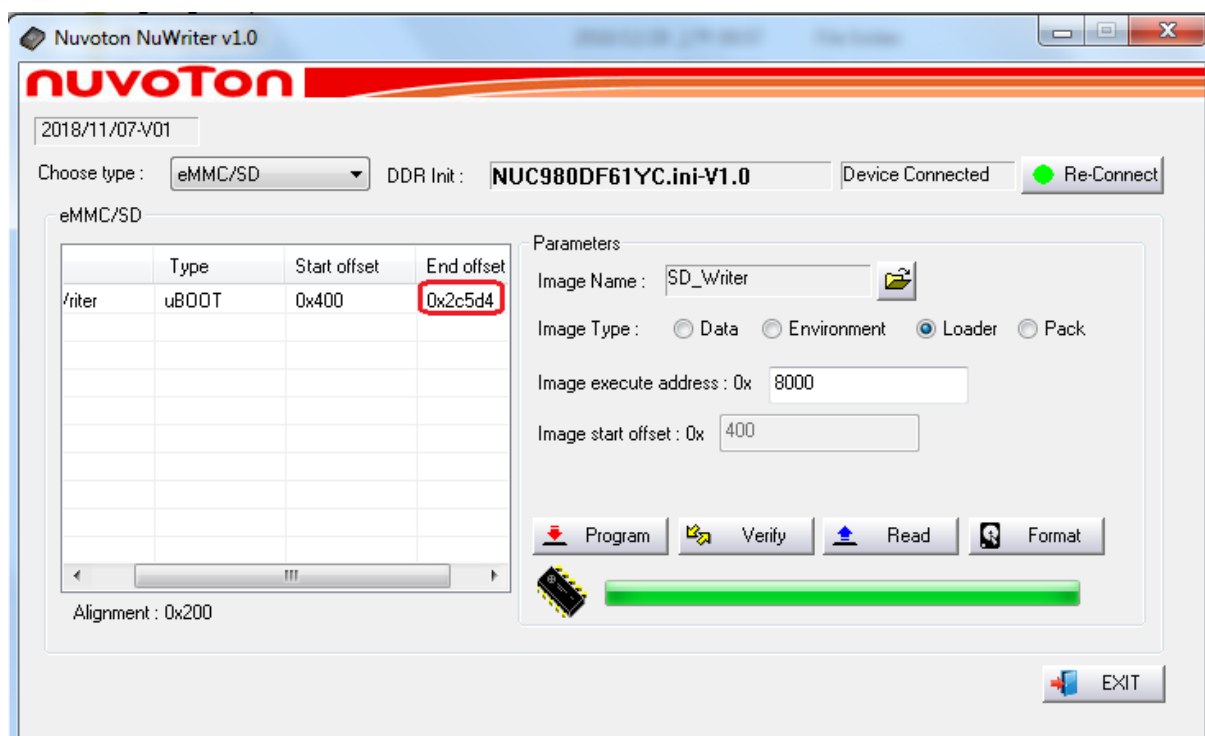 Nuvoton NuWriter v1.0
nuvoTon
2018/11/07-V01
Choose type : eMMC/SD DDR Init : NUC980DF61YC.ini-V1.0 Device Connected Re-Connect
eMMC/SD
Type Start offset End offset
/riter uBOOT 0x400 0x2c5d4
Alignment : 0x200
Parameters
Image Name : SD_Writer
Image Type : Data Environment Loader Pack
Image execute address : 0x 8000
Image start offset : 0x 400
Program Verify Read Format
EXIT